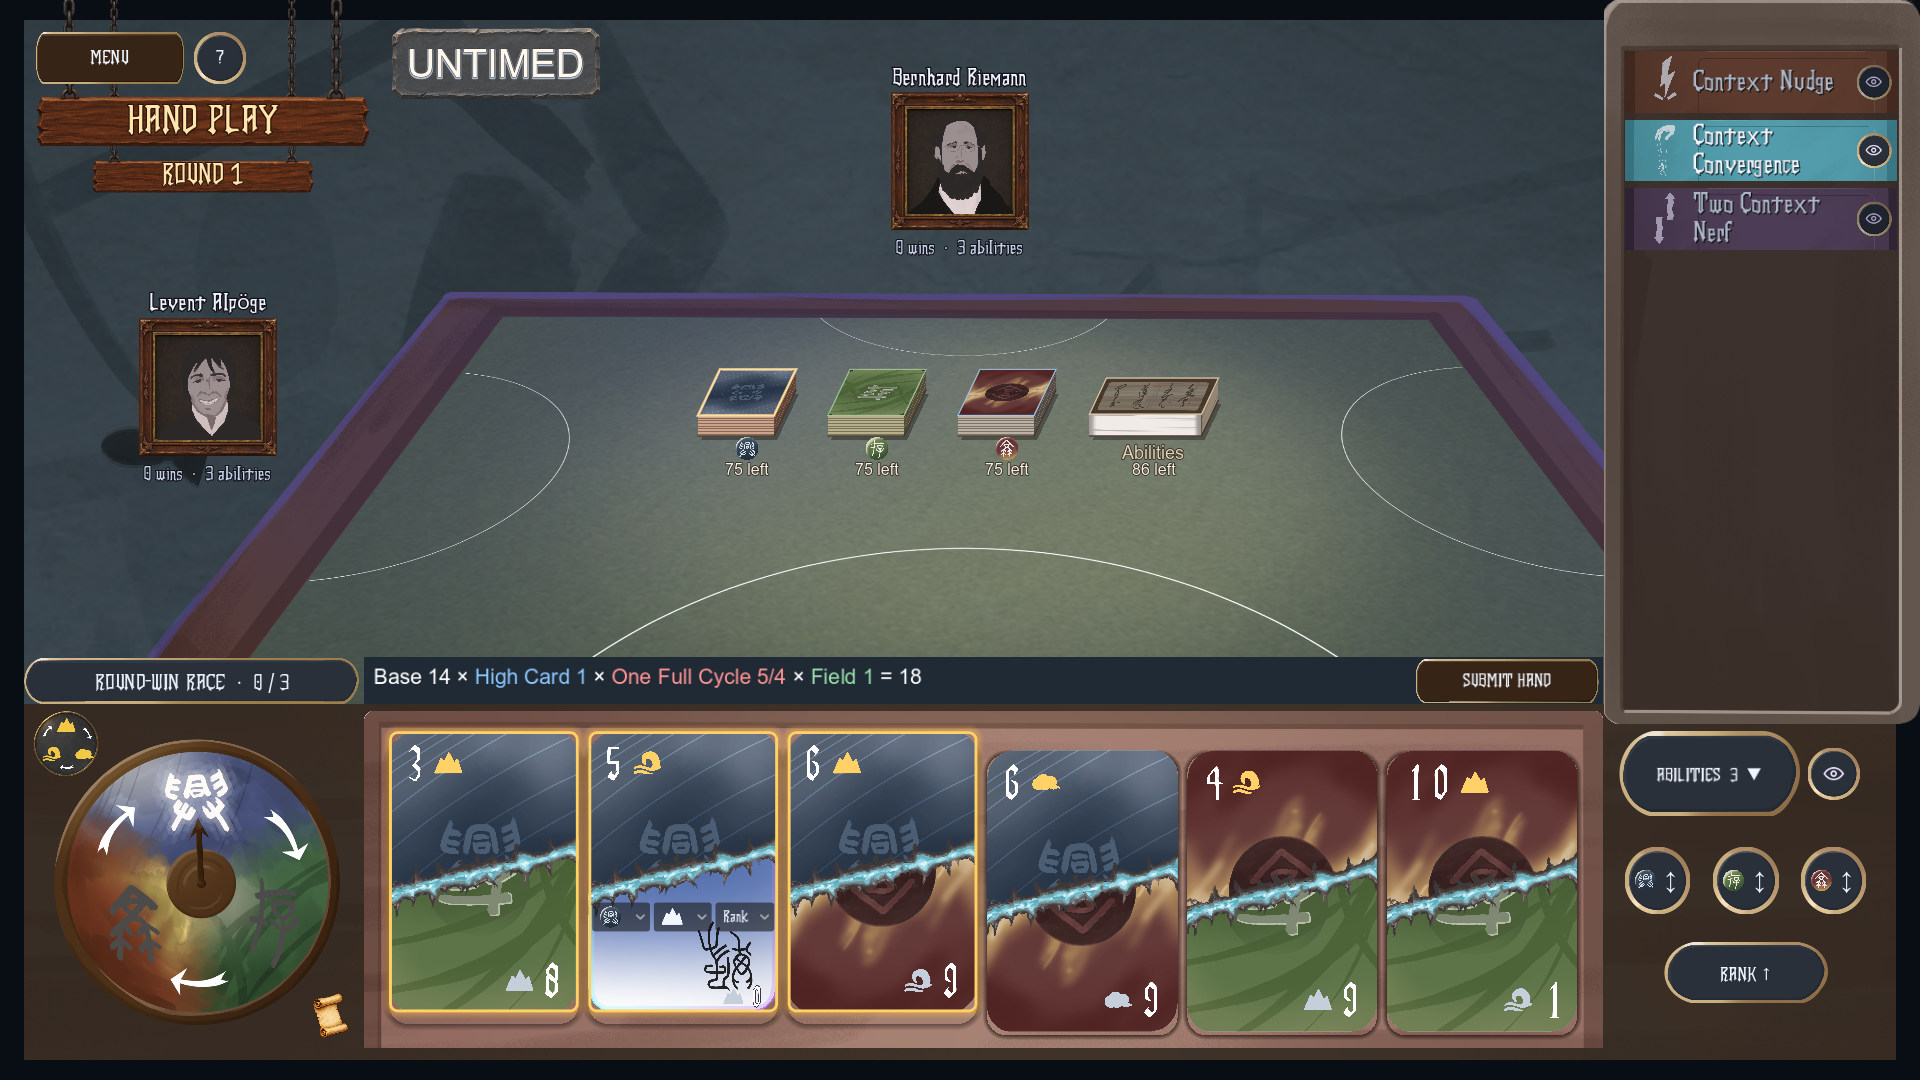 MENU
?
UNTIMED
HAND PLAY
ROUND 1
Bernhard Riemann
0 wins · 3 abilities
Levent Alpöge
0 wins · 3 abilities
75 left
75 left
75 left
Abilities
86 left
Context Nudge
Context
Convergence
Two Context
Nerf
ROUND-WIN RACE · 0 / 3
Base 14 × High Card 1 × One Full Cycle 5/4 × Field 1 = 18
SUBMIT HAND
3
8
5
Rank
0
6
9
6
9
4
9
10
1
ABILITIES 3 ▼
RANK ↑